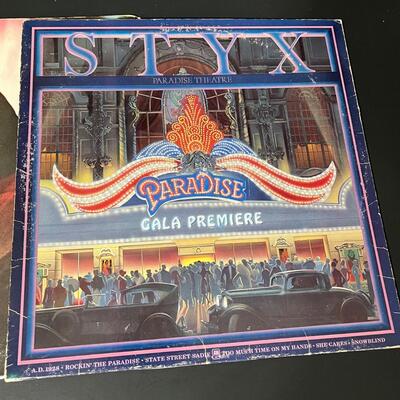 STYX
PARADISE THEATRE
PARADISE
GALA PREMIERE
A.D. 1928 • ROCKIN' THE PARADISE • STATE STREET SADIE • TOO MUCH TIME ON MY HANDS • SHE CARES • SNOWBLIND